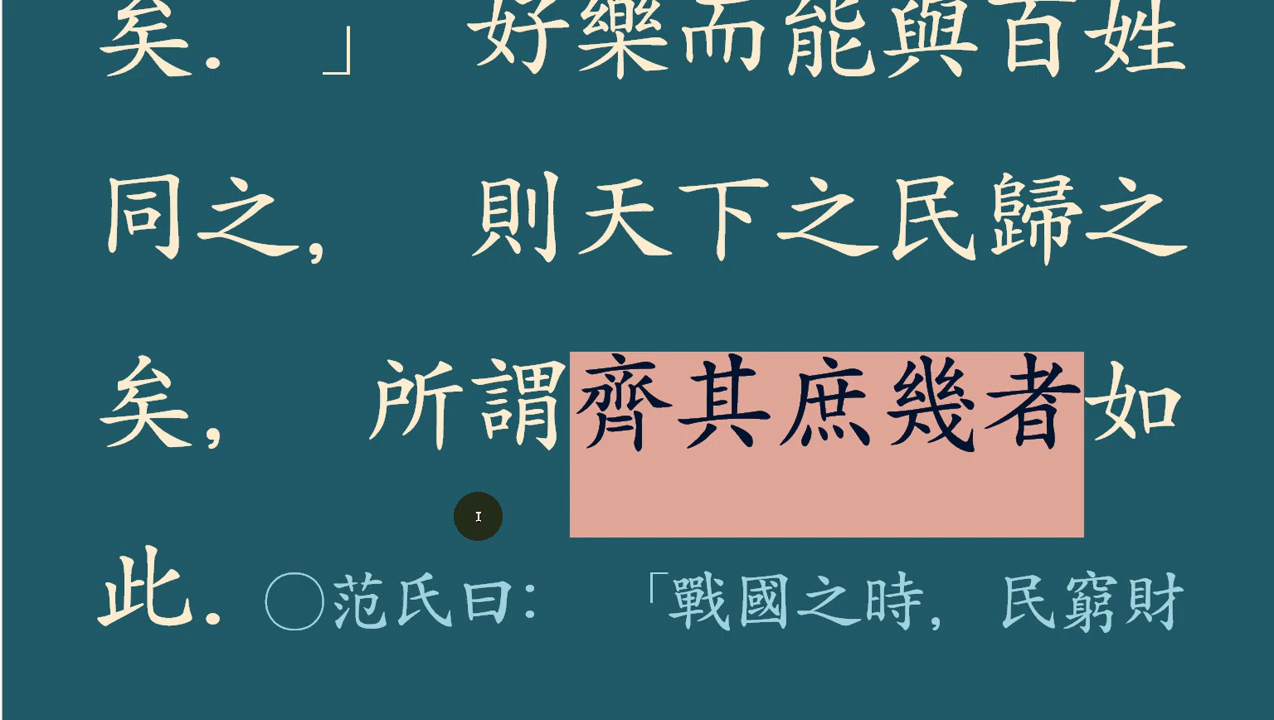 矣.　」　好樂而能與百姓
同之,　則天下之民歸之
矣,　所謂齊其庶幾者如
此. ◯范氏曰:　「戰國之時,　民窮財